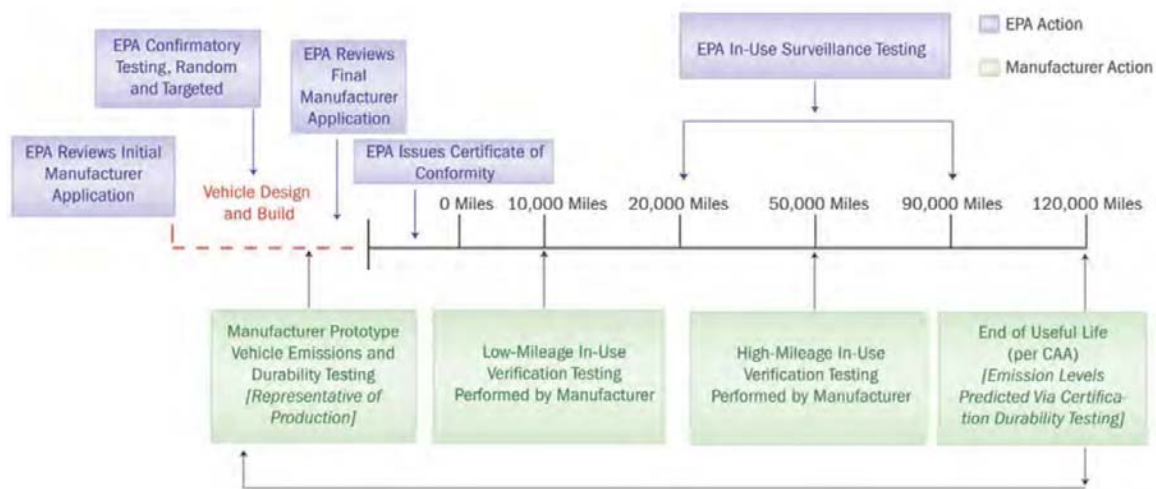 EPA Confirmatory
Testing, Random
and Targeted
EPA Reviews
Final
Manufacturer
Application
EPA In-Use Surveillance Testing
EPA Action
Manufacturer Action
EPA Reviews Initial
Manufacturer
Application
Vehicle Design
and Build
EPA Issues Certificate of
Conformity
0 Miles
10,000 Miles
20,000 Miles
50,000 Miles
90,000 Miles
120,000 Miles
Manufacturer Prototype
Vehicle Emissions and
Durability Testing
[Representative of
Production]
Low-Mileage In-Use
Verification Testing
Performed by Manufacturer
High-Mileage In-Use
Verification Testing
Performed by Manufacturer
End of Useful Life
(per CAA)
[Emission Levels
Predicted Via Certifica-
tion Durability Testing]